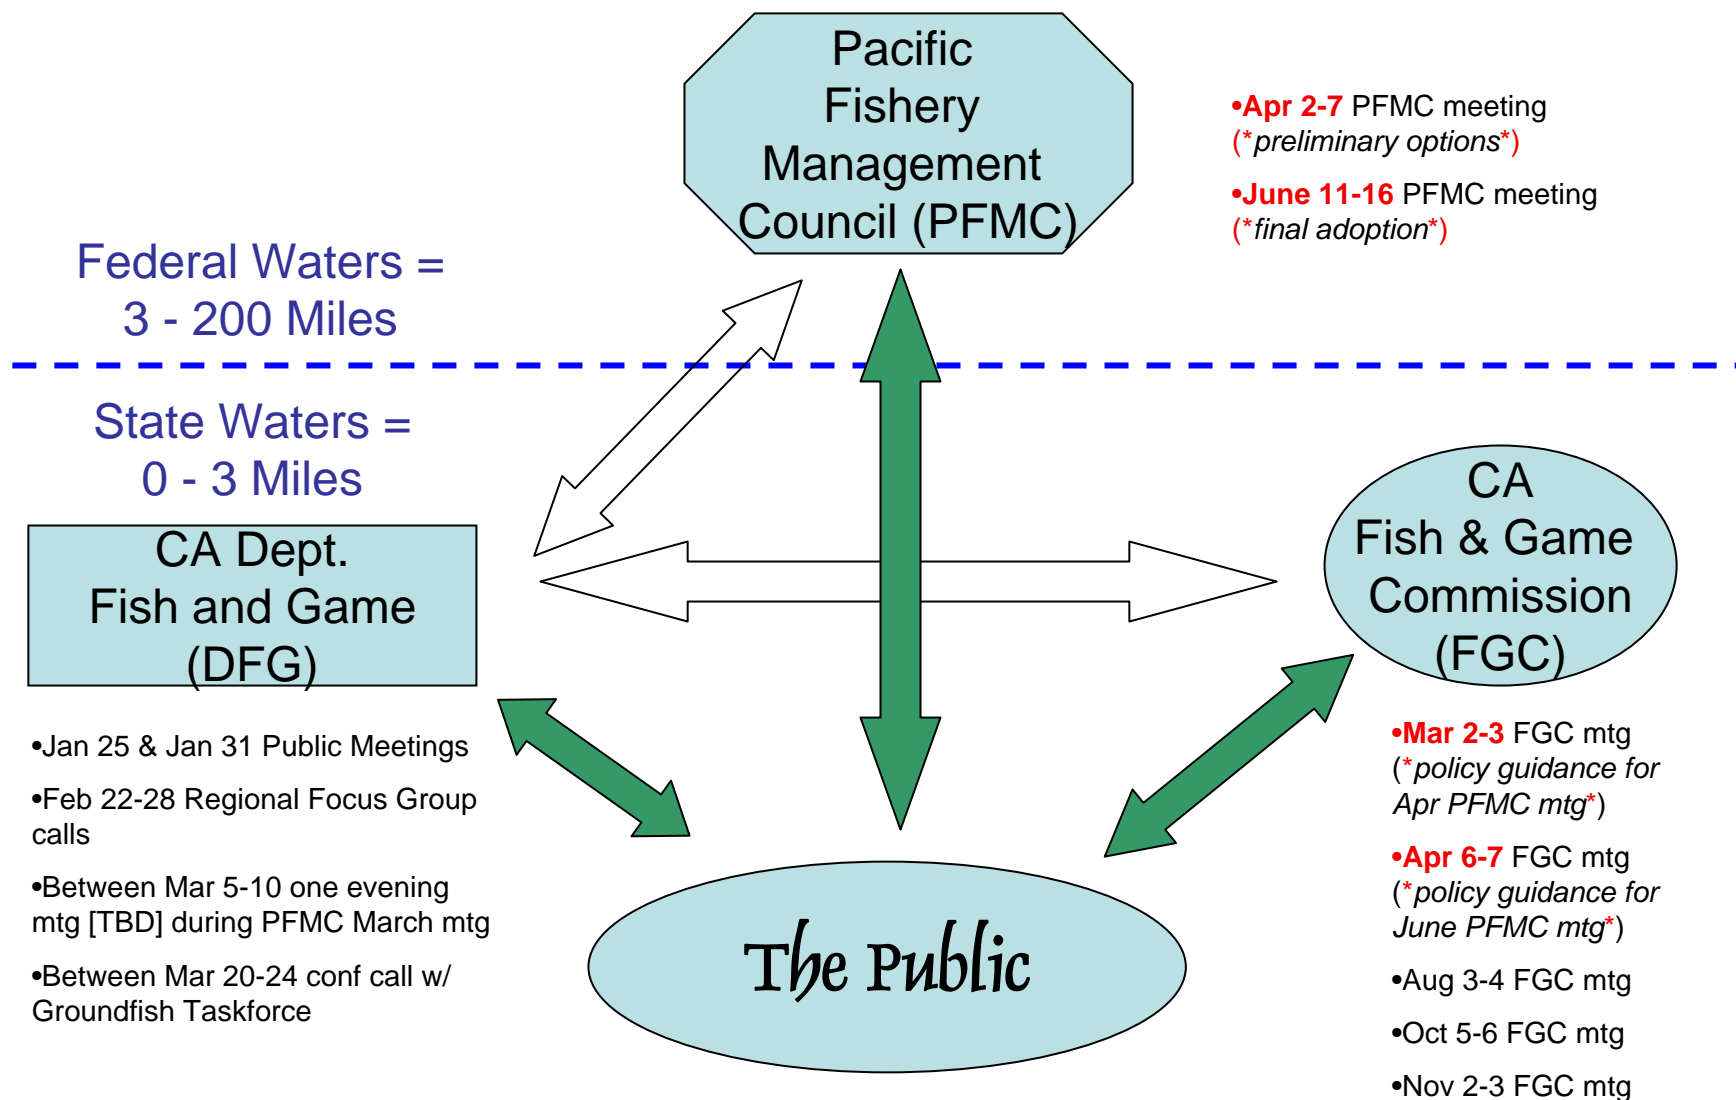 Pacific
Fishery
Management
Council (PFMC)
•Apr 2-7 PFMC meeting
(*preliminary options*)
•June 11-16 PFMC meeting
(*final adoption*)
Federal Waters =
3 - 200 Miles
State Waters =
0 - 3 Miles
CA Dept.
Fish and Game
(DFG)
CA
Fish & Game
Commission
(FGC)
•Jan 25 & Jan 31 Public Meetings
•Feb 22-28 Regional Focus Group
calls
•Between Mar 5-10 one evening
mtg [TBD] during PFMC March mtg
•Between Mar 20-24 conf call w/
Groundfish Taskforce
The Public
•Mar 2-3 FGC mtg
(*policy guidance for
Apr PFMC mtg*)
•Apr 6-7 FGC mtg
(*policy guidance for
June PFMC mtg*)
•Aug 3-4 FGC mtg
•Oct 5-6 FGC mtg
•Nov 2-3 FGC mtg